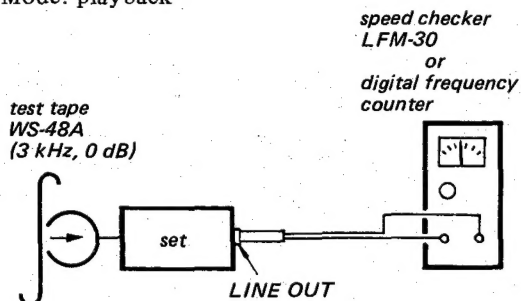 Mode: playback
speed checker
LFM-30
or
digital frequency
counter
test tape
WS-48A
(3 kHz, 0 dB)
set
LINE OUT